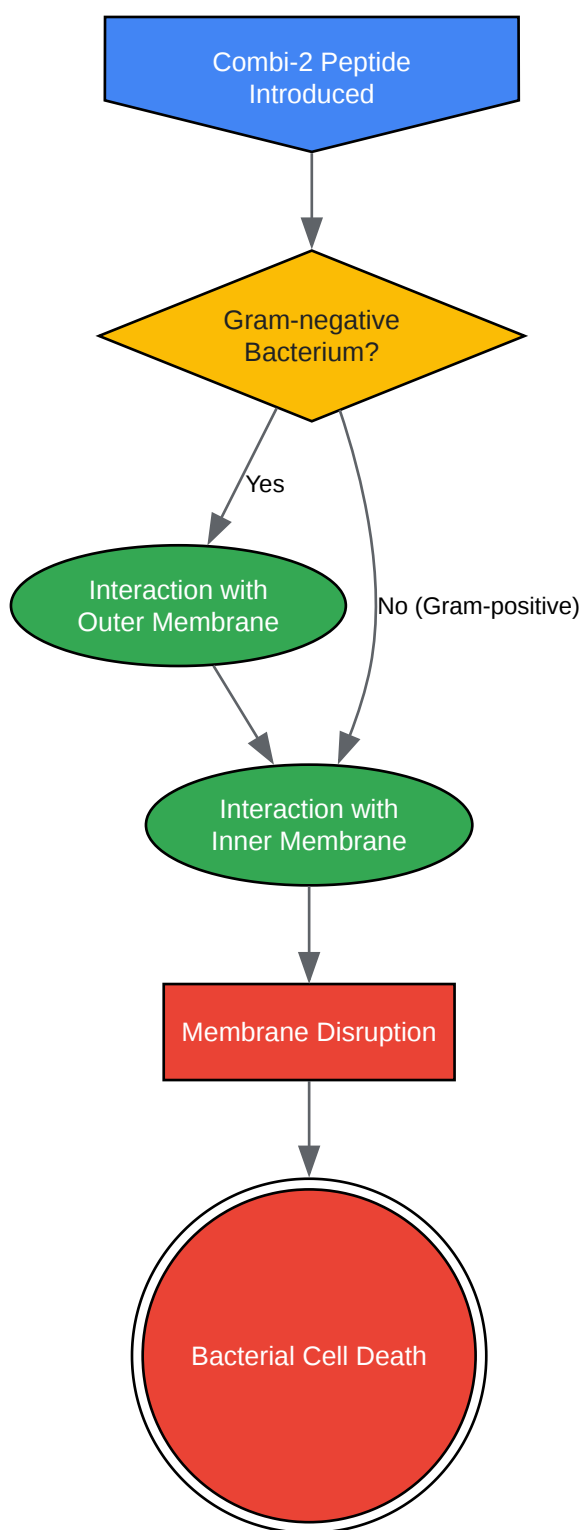 Combi-2 Peptide
Introduced
Gram-negative
Bacterium?
Yes
Interaction with
Outer Membrane
No (Gram-positive)
Interaction with
Inner Membrane
Membrane Disruption
Bacterial Cell Death